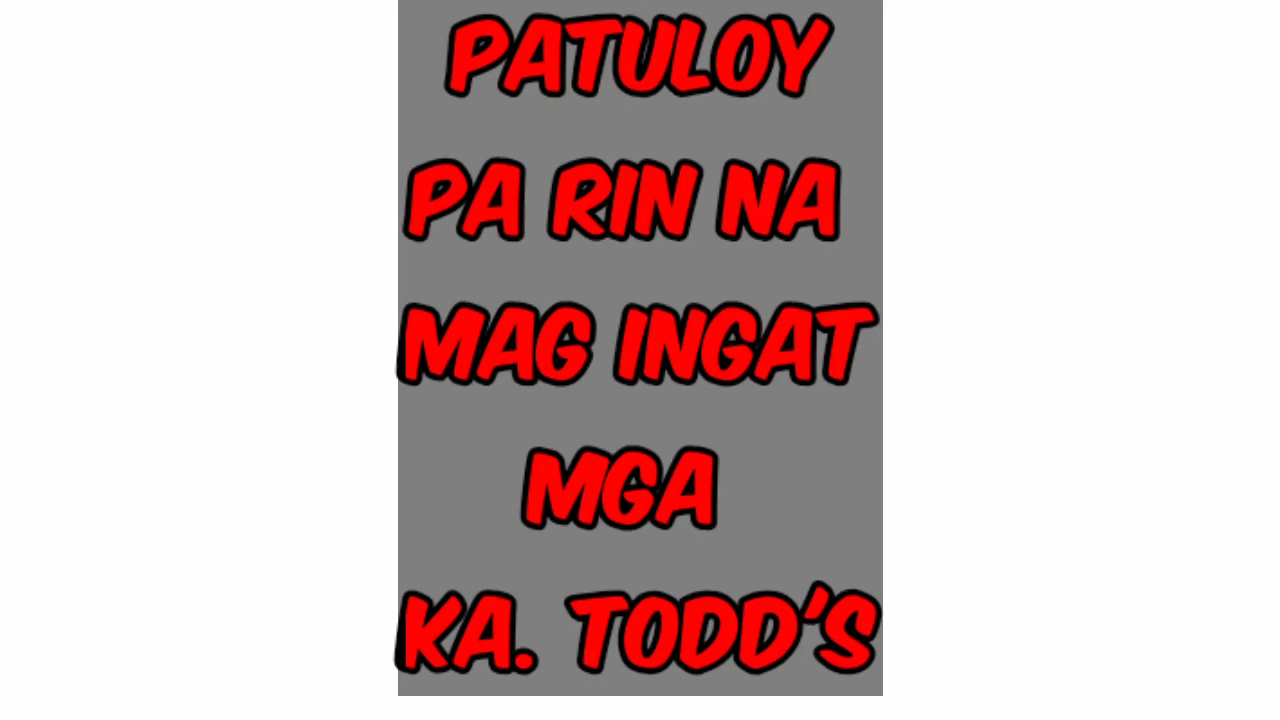 PATULOY
PA RIN NA
MAG INGAT
MGA
KA. TODD'S